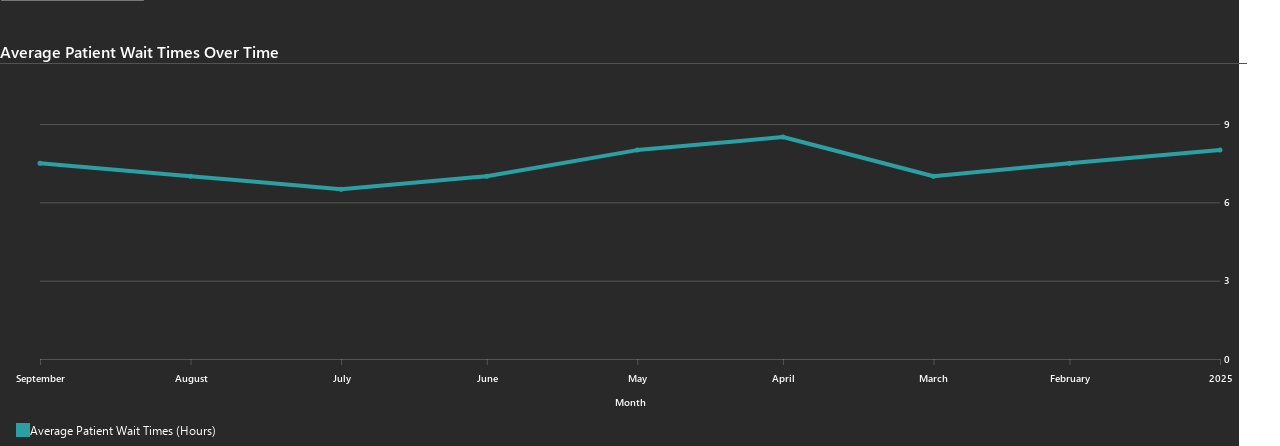 Average Patient Wait Times Over Time
9
6
3
0
September August July June May April March February 2025
Month
Average Patient Wait Times (Hours)